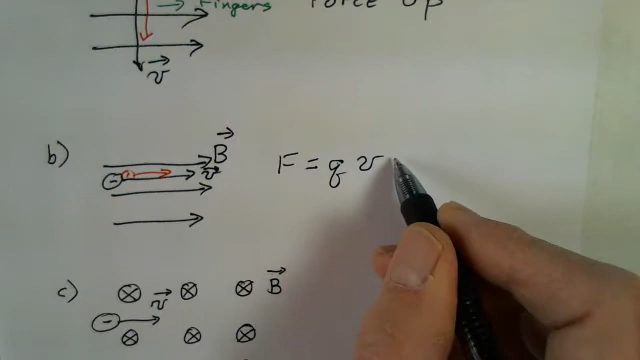 → Fingers Force Up
v⃗
b) B⃗
⊖ v⃗ F = q v
c) ⊗ ⊗ ⊗ B⃗
v⃗
⊖ ⊗ ⊗ ⊗